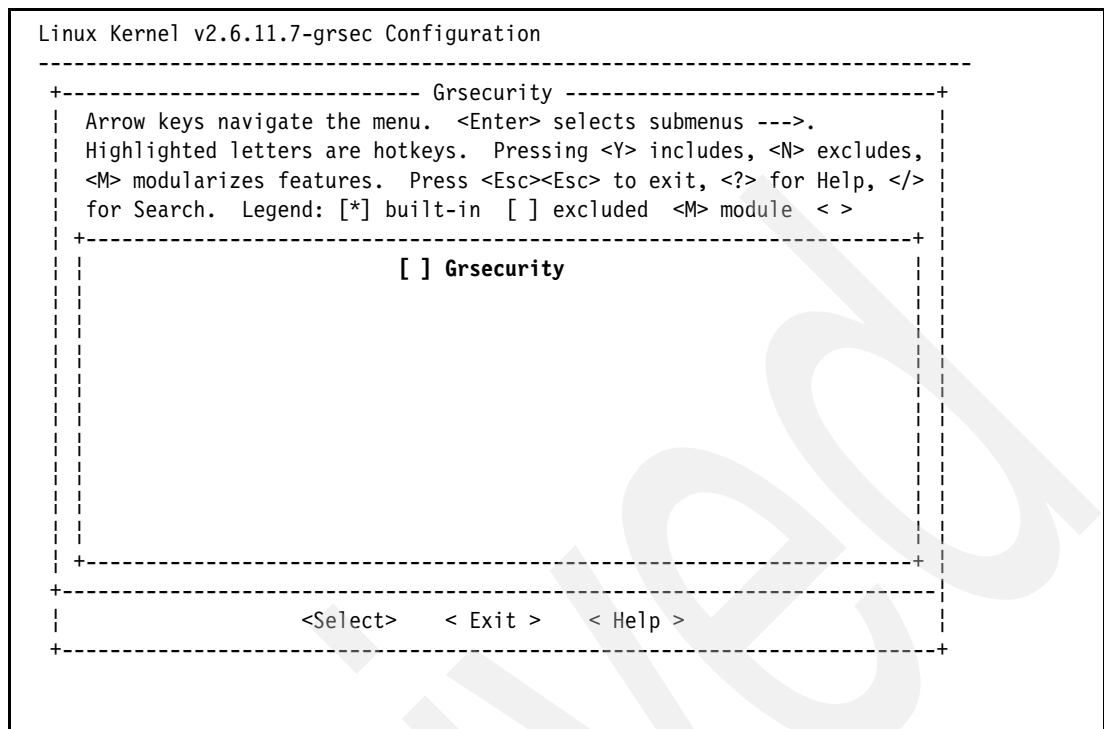 Linux Kernel v2.6.11.7-grsec Configuration
------------------------------------------------------------------------------
+------------------------------ Grsecurity -------------------------------+
¦ Arrow keys navigate the menu. <Enter> selects submenus --->. ¦
¦ Highlighted letters are hotkeys. Pressing <Y> includes, <N> excludes, ¦
¦ <M> modularizes features. Press <Esc><Esc> to exit, <?> for Help, </> ¦
¦ for Search. Legend: [*] built-in [ ] excluded <M> module < > ¦
¦ +---------------------------------------------------------------------+ ¦
¦ ¦ [ ] Grsecurity ¦ ¦
¦ +---------------------------------------------------------------------+ ¦
+-------------------------------------------------------------------------¦
¦ <Select> < Exit > < Help > ¦
+-------------------------------------------------------------------------+